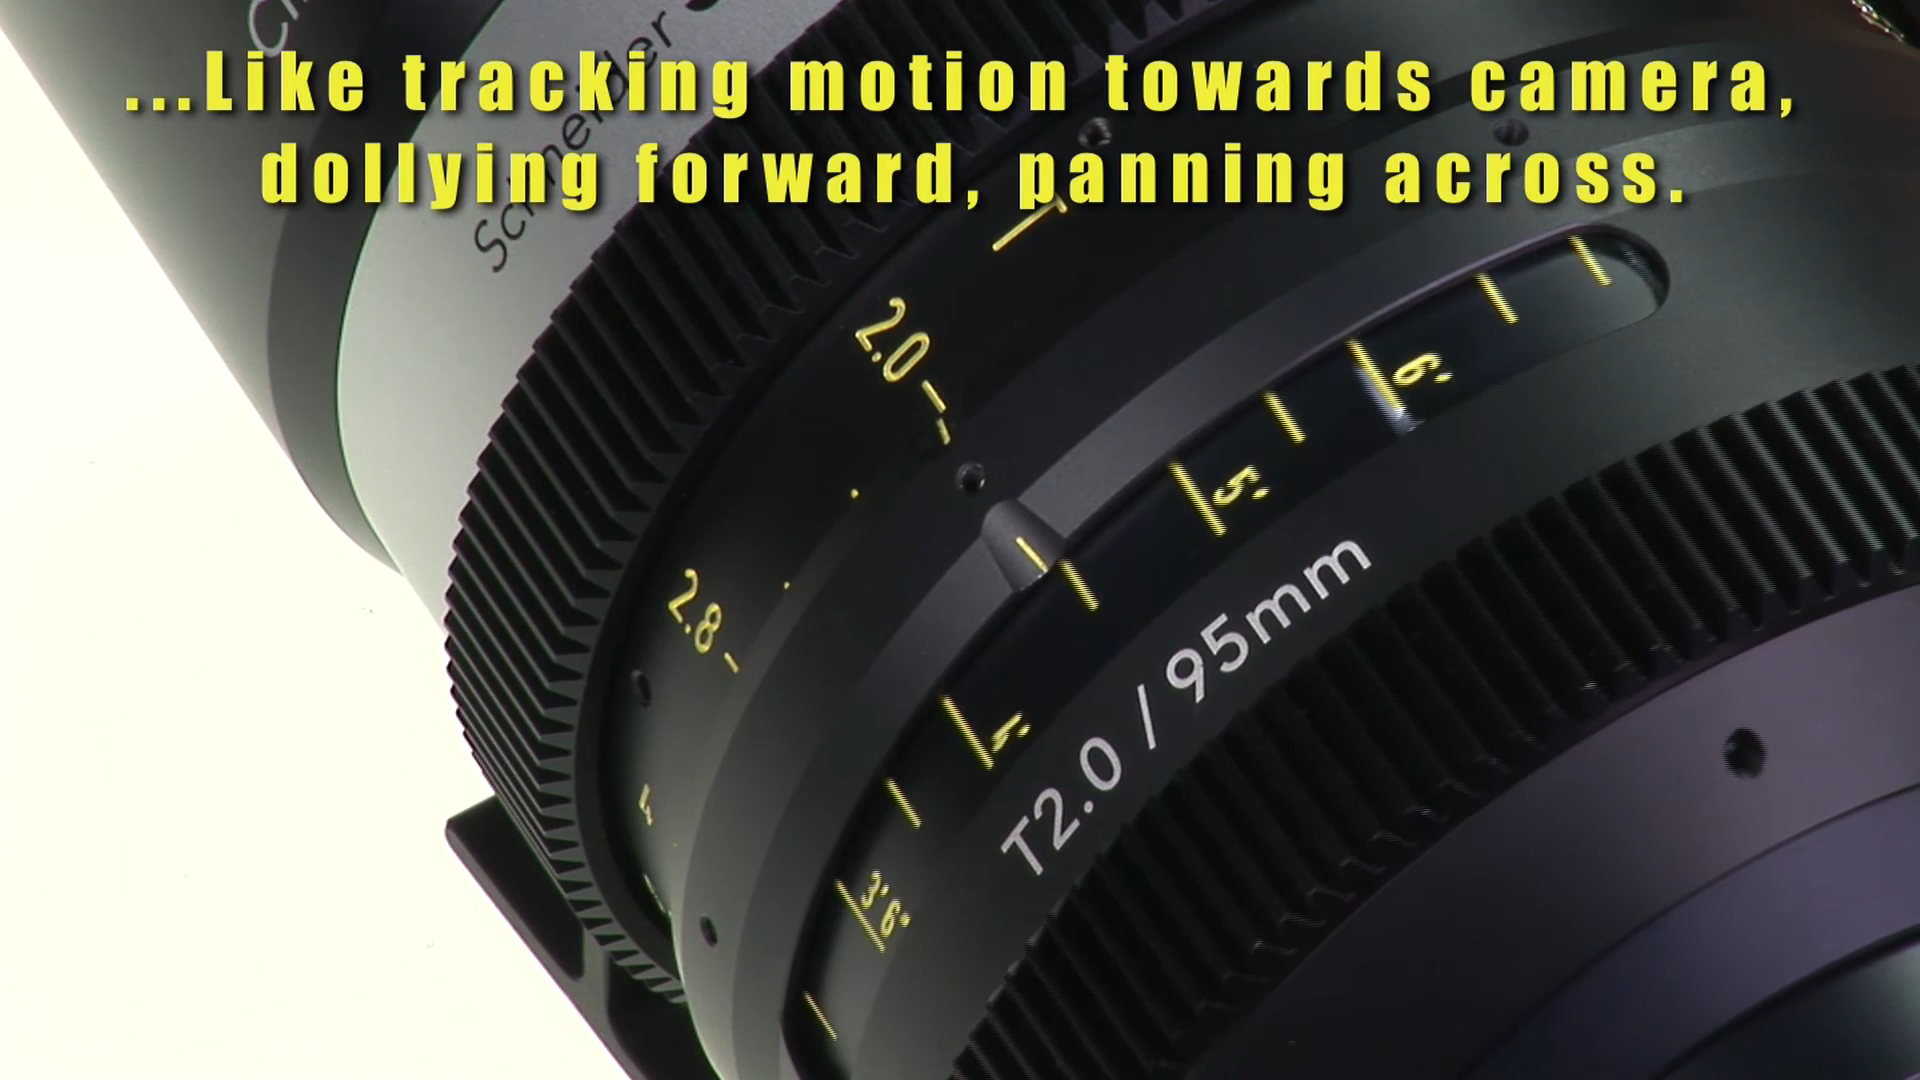 ...Like tracking motion towards camera,
dollying forward, panning across.
Schneider
2.0
2.8
4
6'
5'
T2.0 / 95mm
3'6"